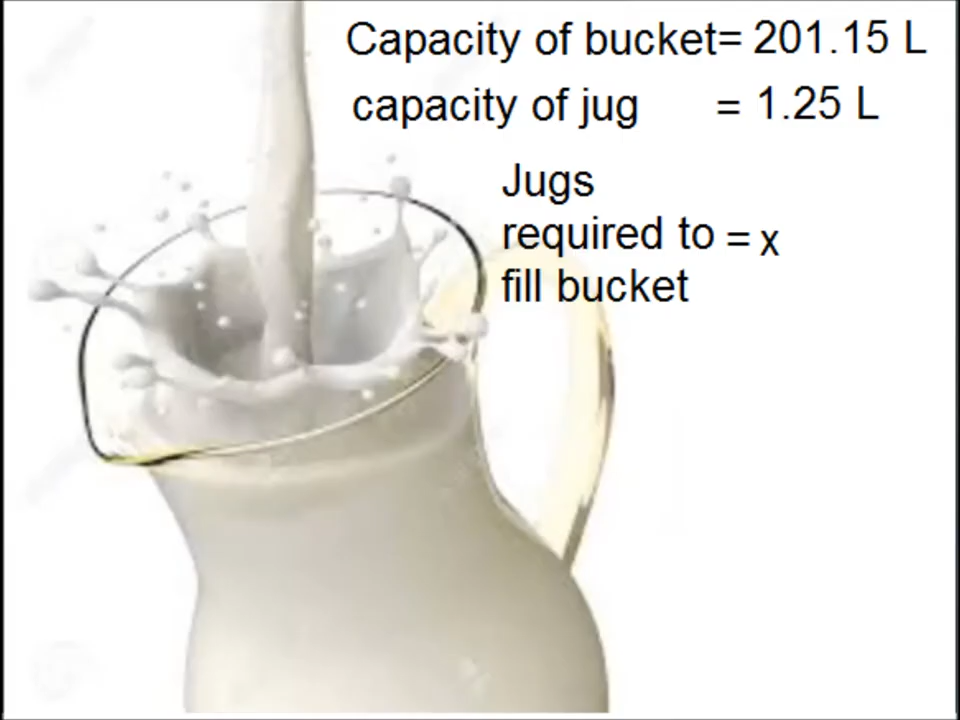 Capacity of bucket= 201.15 L
capacity of jug = 1.25 L
Jugs
required to = x
fill bucket